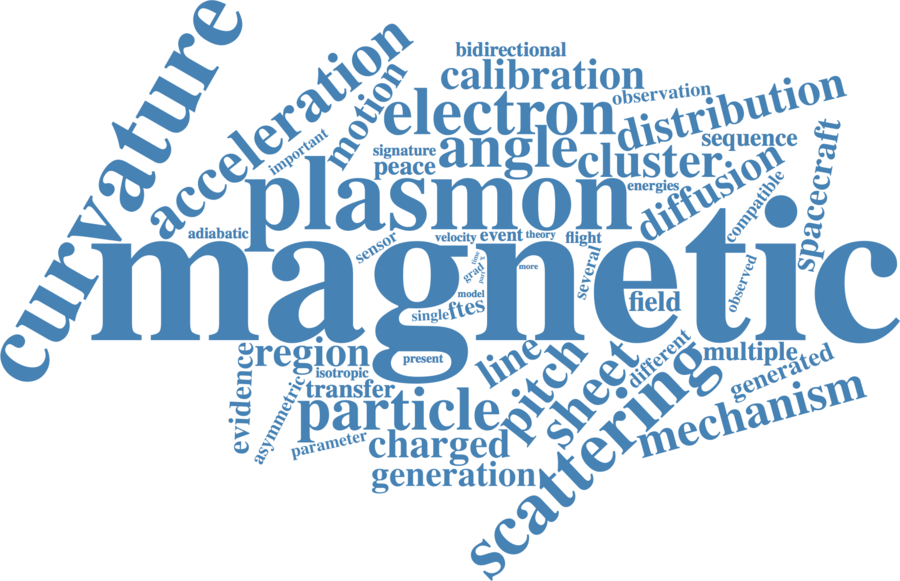 curvature
acceleration
motion
important
bidirectional
calibration
observation
electron
distribution
sequence
signature
angle
peace
cluster
energies
plasmon
diffusion
compatible
spacecraft
adiabatic
sensor
velocity
event
theory
flight
magnetic
grad
more
several
observed
model
field
single
ftes
present
evidence
region
isotropic
asymmetric
transfer
line
pitch
sheet
different
multiple
generated
particle
parameter
charged
mechanism
generation
scattering